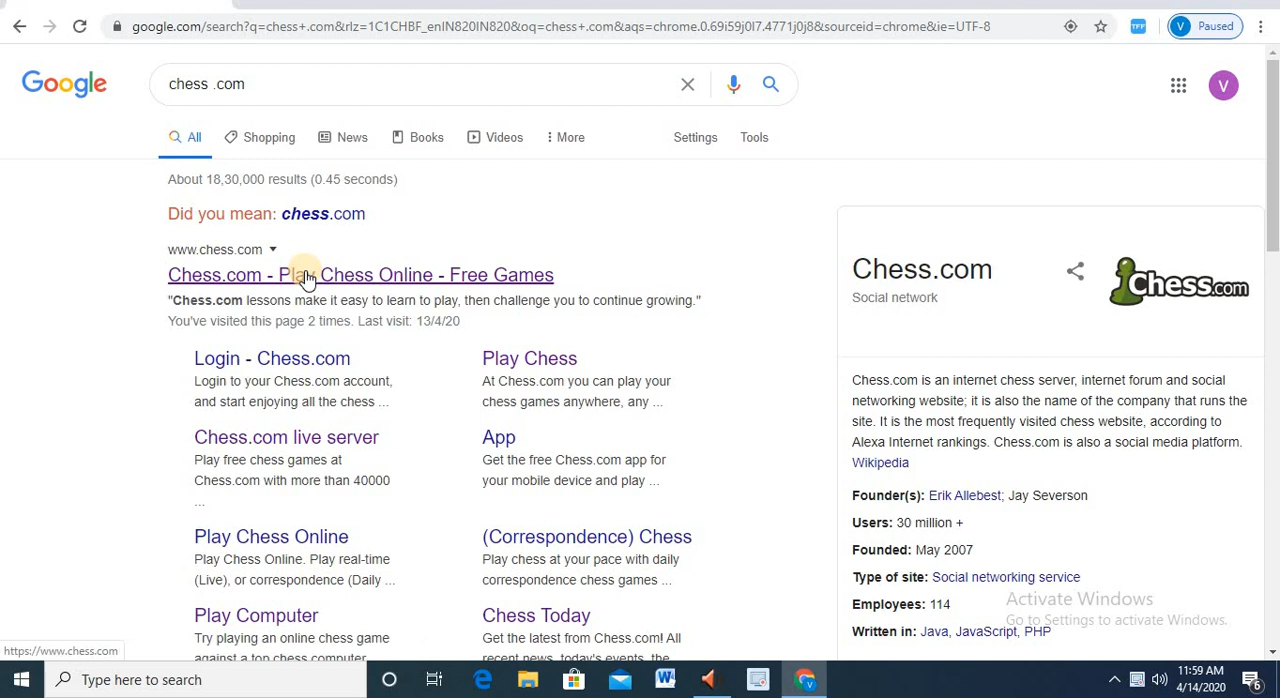 google.com/search?q=chess+.com&rlz=1C1CHBF_enIN820IN820&oq=chess+.com&aqs=chrome.0.69i59j0l7.4771j0j8&sourceid=chrome&ie=UTF-8
TFF
V Paused
Google
chess .com
V
All
Shopping
News
Books
Videos
More
Settings
Tools
About 18,30,000 results (0.45 seconds)
Did you mean: chess.com
www.chess.com
Chess.com - Play Chess Online - Free Games
"Chess.com lessons make it easy to learn to play, then challenge you to continue growing."
You've visited this page 2 times. Last visit: 13/4/20
Login - Chess.com
Login to your Chess.com account,
and start enjoying all the chess ...
Play Chess
At Chess.com you can play your
chess games anywhere, any ...
Chess.com live server
Play free chess games at
Chess.com with more than 40000
...
App
Get the free Chess.com app for
your mobile device and play ...
Play Chess Online
Play Chess Online. Play real-time
(Live), or correspondence (Daily ...
(Correspondence) Chess
Play chess at your pace with daily
correspondence chess games ...
Play Computer
Try playing an online chess game
against a top chess computer
Chess Today
Get the latest from Chess.com! All
recent news, today's events, the
Chess.com
Social network
Chess.com
Chess.com is an internet chess server, internet forum and social
networking website; it is also the name of the company that runs the
site. It is the most frequently visited chess website, according to
Alexa Internet rankings. Chess.com is also a social media platform.
Wikipedia
Founder(s): Erik Allebest; Jay Severson
Users: 30 million +
Founded: May 2007
Type of site: Social networking service
Employees: 114
Written in: Java, JavaScript, PHP
Activate Windows
Go to Settings to activate Windows.
https://www.chess.com
Type here to search
11:59 AM
4/14/2020
6